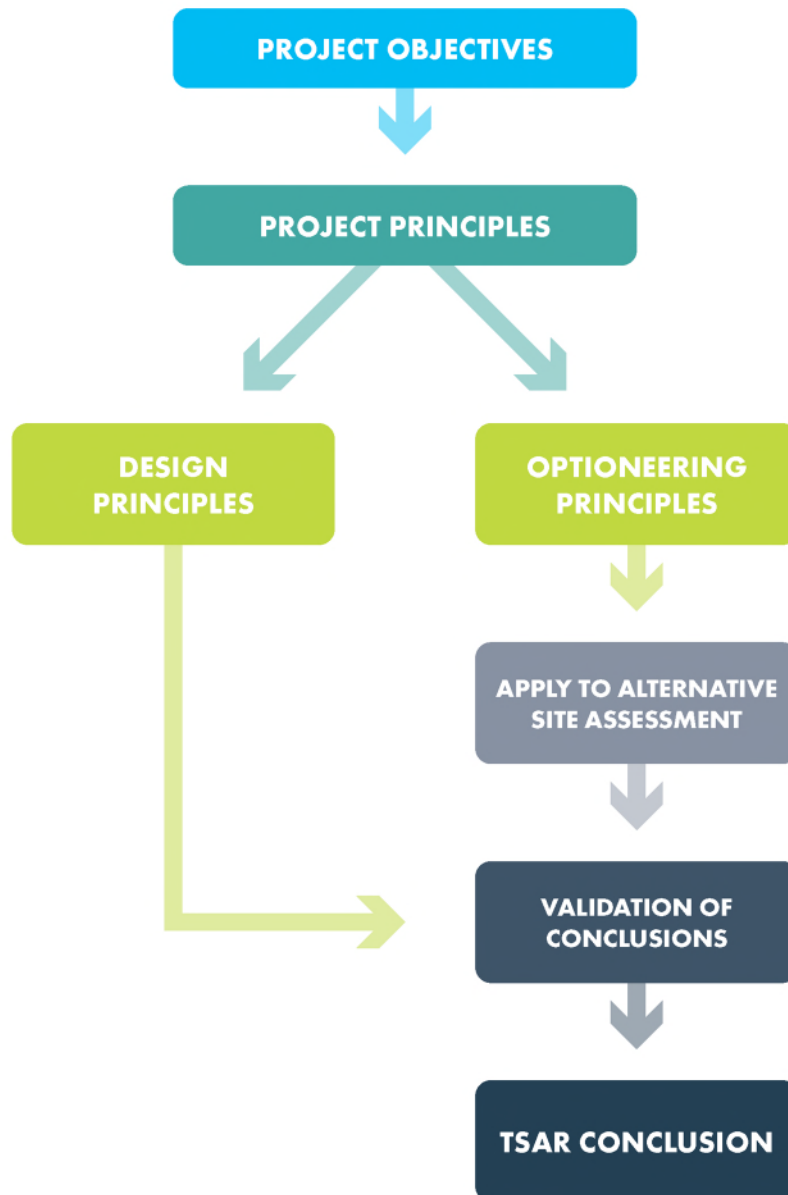 PROJECT OBJECTIVES
PROJECT PRINCIPLES
DESIGN
PRINCIPLES
OPTIONEERING
PRINCIPLES
APPLY TO ALTERNATIVE
SITE ASSESSMENT
VALIDATION OF
CONCLUSIONS
TSAR CONCLUSION